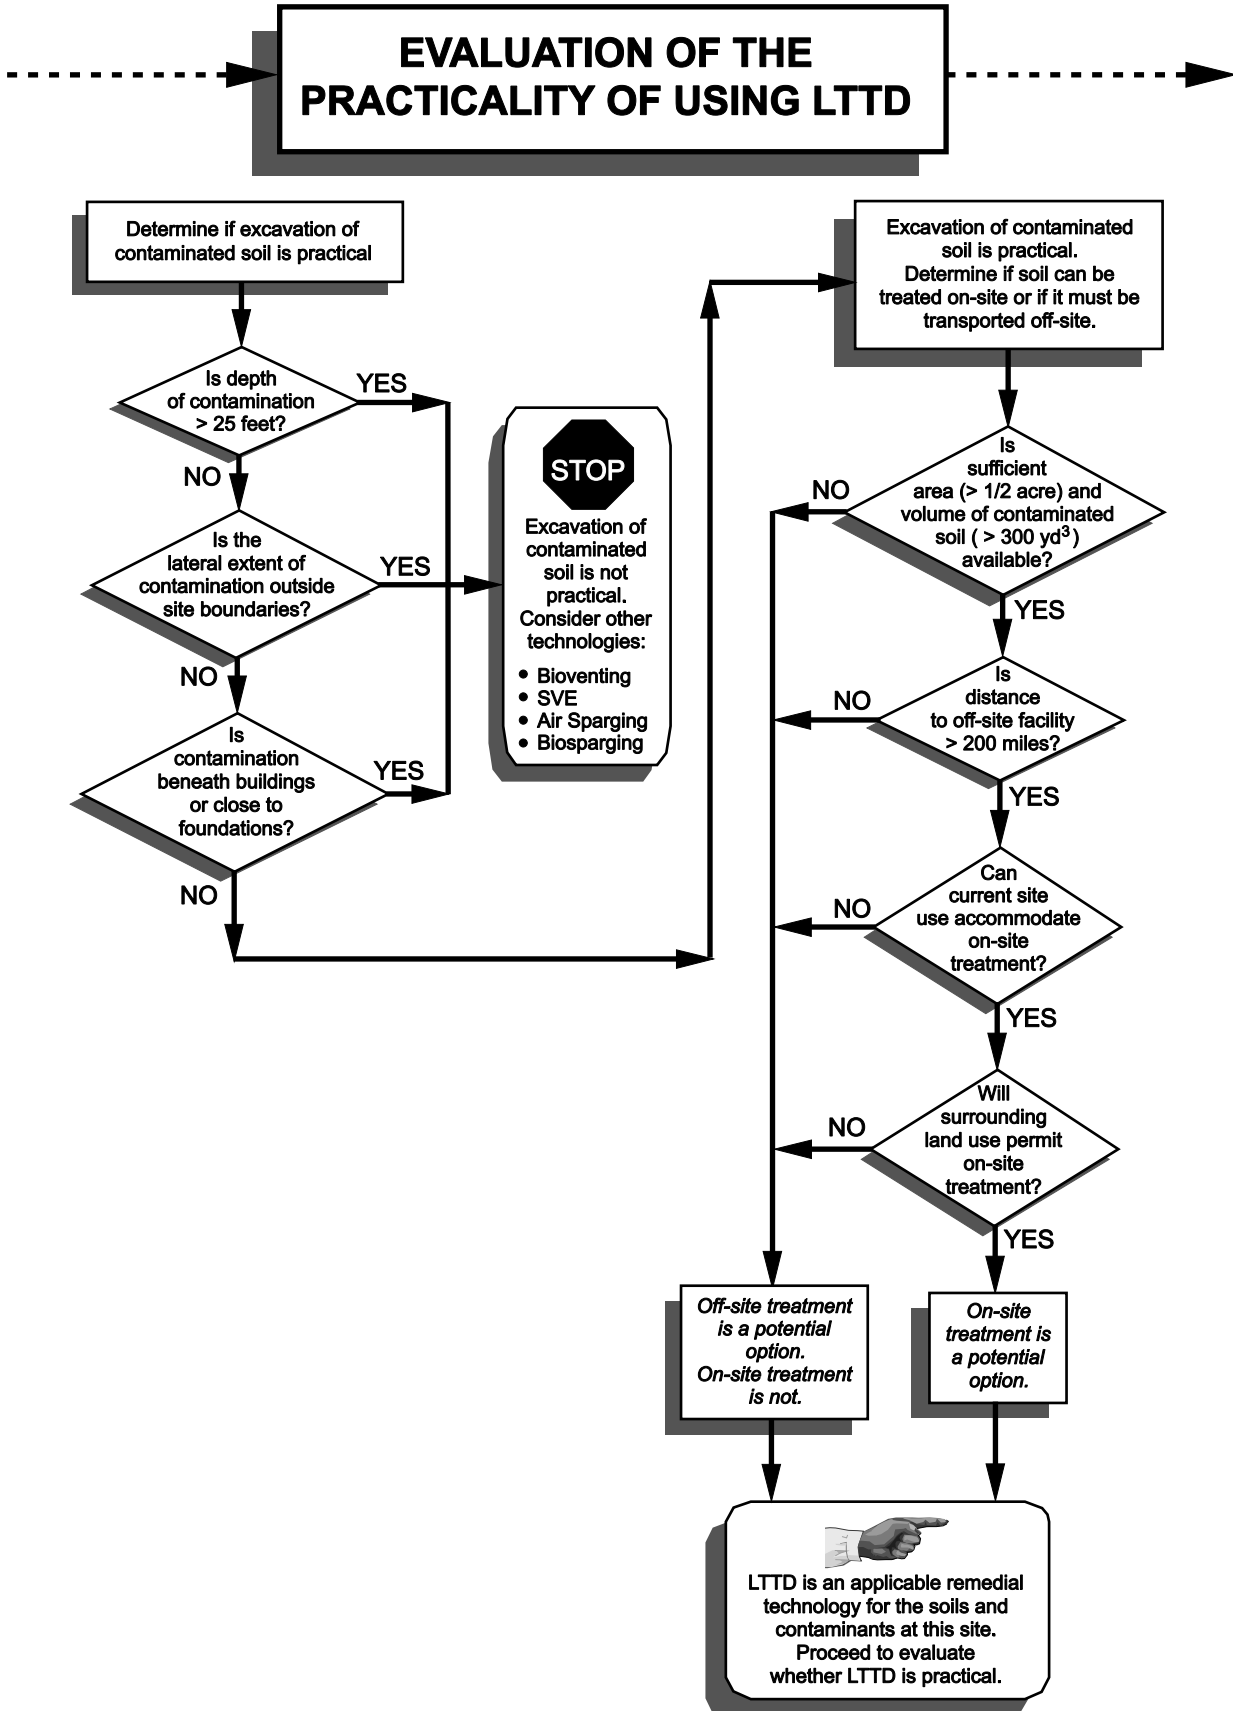 EVALUATION OF THE
PRACTICALITY OF USING LTTD
Determine if excavation of
contaminated soil is practical
Is depth
of contamination
> 25 feet?
YES
NO
Is the
lateral extent of
contamination outside
site boundaries?
YES
NO
Is
contamination
beneath buildings
or close to
foundations?
YES
NO
STOP
Excavation of
contaminated
soil is not
practical.
Consider other
technologies:
• Bioventing
• SVE
• Air Sparging
• Biosparging
Excavation of contaminated
soil is practical.
Determine if soil can be
treated on-site or if it must be
transported off-site.
Is
sufficient
area (> 1/2 acre) and
volume of contaminated
soil ( > 300 yd³)
available?
NO
YES
Is
distance
to off-site facility
> 200 miles?
NO
YES
Can
current site
use accommodate
on-site
treatment?
NO
YES
Will
surrounding
land use permit
on-site
treatment?
NO
YES
Off-site treatment
is a potential
option.
On-site treatment
is not.
On-site
treatment is
a potential
option.
LTTD is an applicable remedial
technology for the soils and
contaminants at this site.
Proceed to evaluate
whether LTTD is practical.